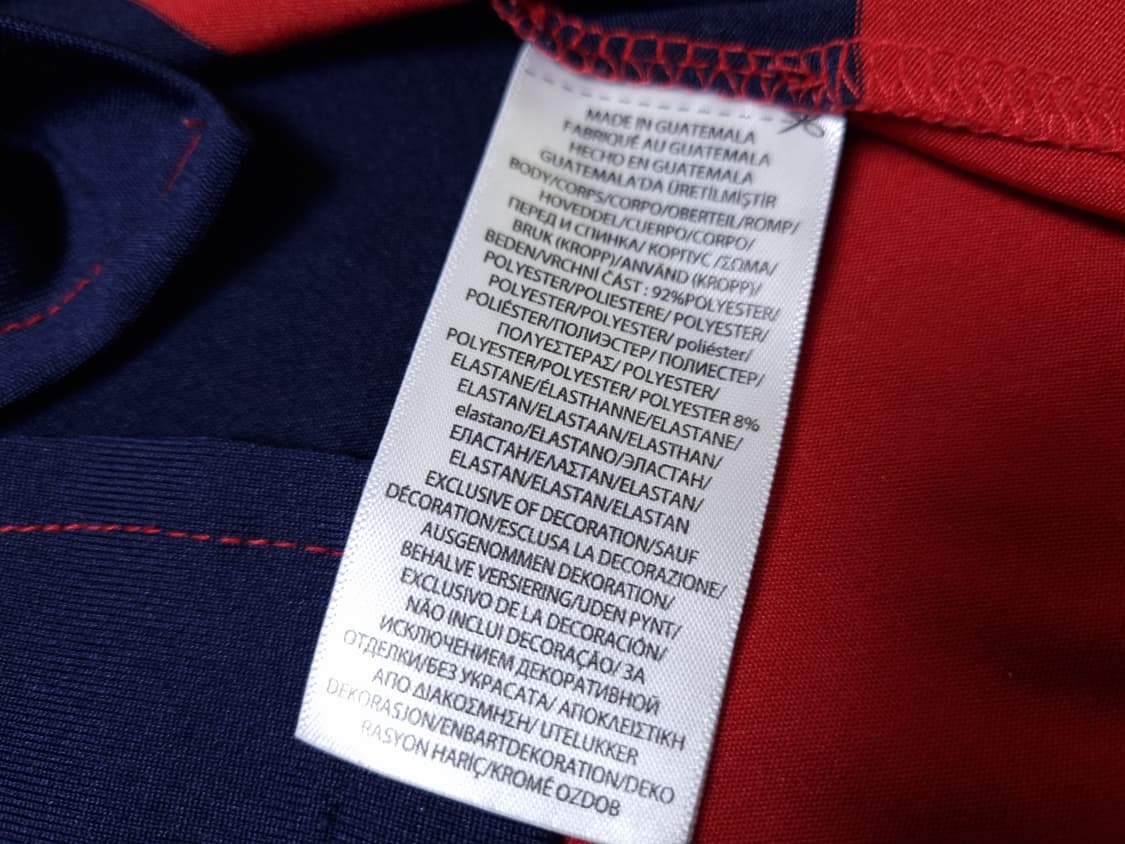 MADE IN GUATEMALA
FABRIQUÉ AU GUATEMALA
HECHO EN GUATEMALA
GUATEMALA'DA ÜRETİLMİŞTİR
BODY/CORPS/CORPO/OBERTEIL/ROMP/
HOVEDDEL/CUERPO/CORPO/
ПЕРЕД И СПИНКА/ КОРПУС /ΣΩΜΑ/
BRUK (KROPP)/ANVÄND (KROPP)/
BEDEN/VRCHNÍ ČÁST : 92%POLYESTER/
POLYESTER/POLIESTERE/ POLYESTER/
POLYESTER/POLYESTER/ poliéster/
POLIÉSTER/ПОЛИЭСТЕР/ ПОЛИЕСТЕР/
ΠΟΛΥΕΣΤΕΡΑΣ/ POLYESTER/
POLYESTER/POLYESTER/ POLYESTER 8%
ELASTANE/ÉLASTHANNE/ELASTANE/
ELASTAN/ELASTAAN/ELASTHAN/
elastano/ELASTANO/ЭЛАСТАН/
ЕЛАСТАН/ΕΛΑΣΤΑΝ/ELASTAN/
ELASTAN/ELASTAN/ELASTAN
EXCLUSIVE OF DECORATION/SAUF
DÉCORATION/ESCLUSA LA DECORAZIONE/
AUSGENOMMEN DEKORATION/
BEHALVE VERSIERING/UDEN PYNT/
EXCLUSIVO DE LA DECORACIÓN/
NÃO INCLUI DECORAÇÃO/ ЗА
ИСКЛЮЧЕНИЕМ ДЕКОРАТИВНОЙ
ОТДЕЛКИ/БЕЗ УКРАСАТА/ ΑΠΟΚΛΕΙΣΤΙΚΗ
ΑΠΟ ΔΙΑΚΟΣΜΗΣΗ/ UTELUKKER
DEKORASJON/ENBARTDEKORATION/DEKO
RASYON HARİÇ/KROMĚ OZDOB